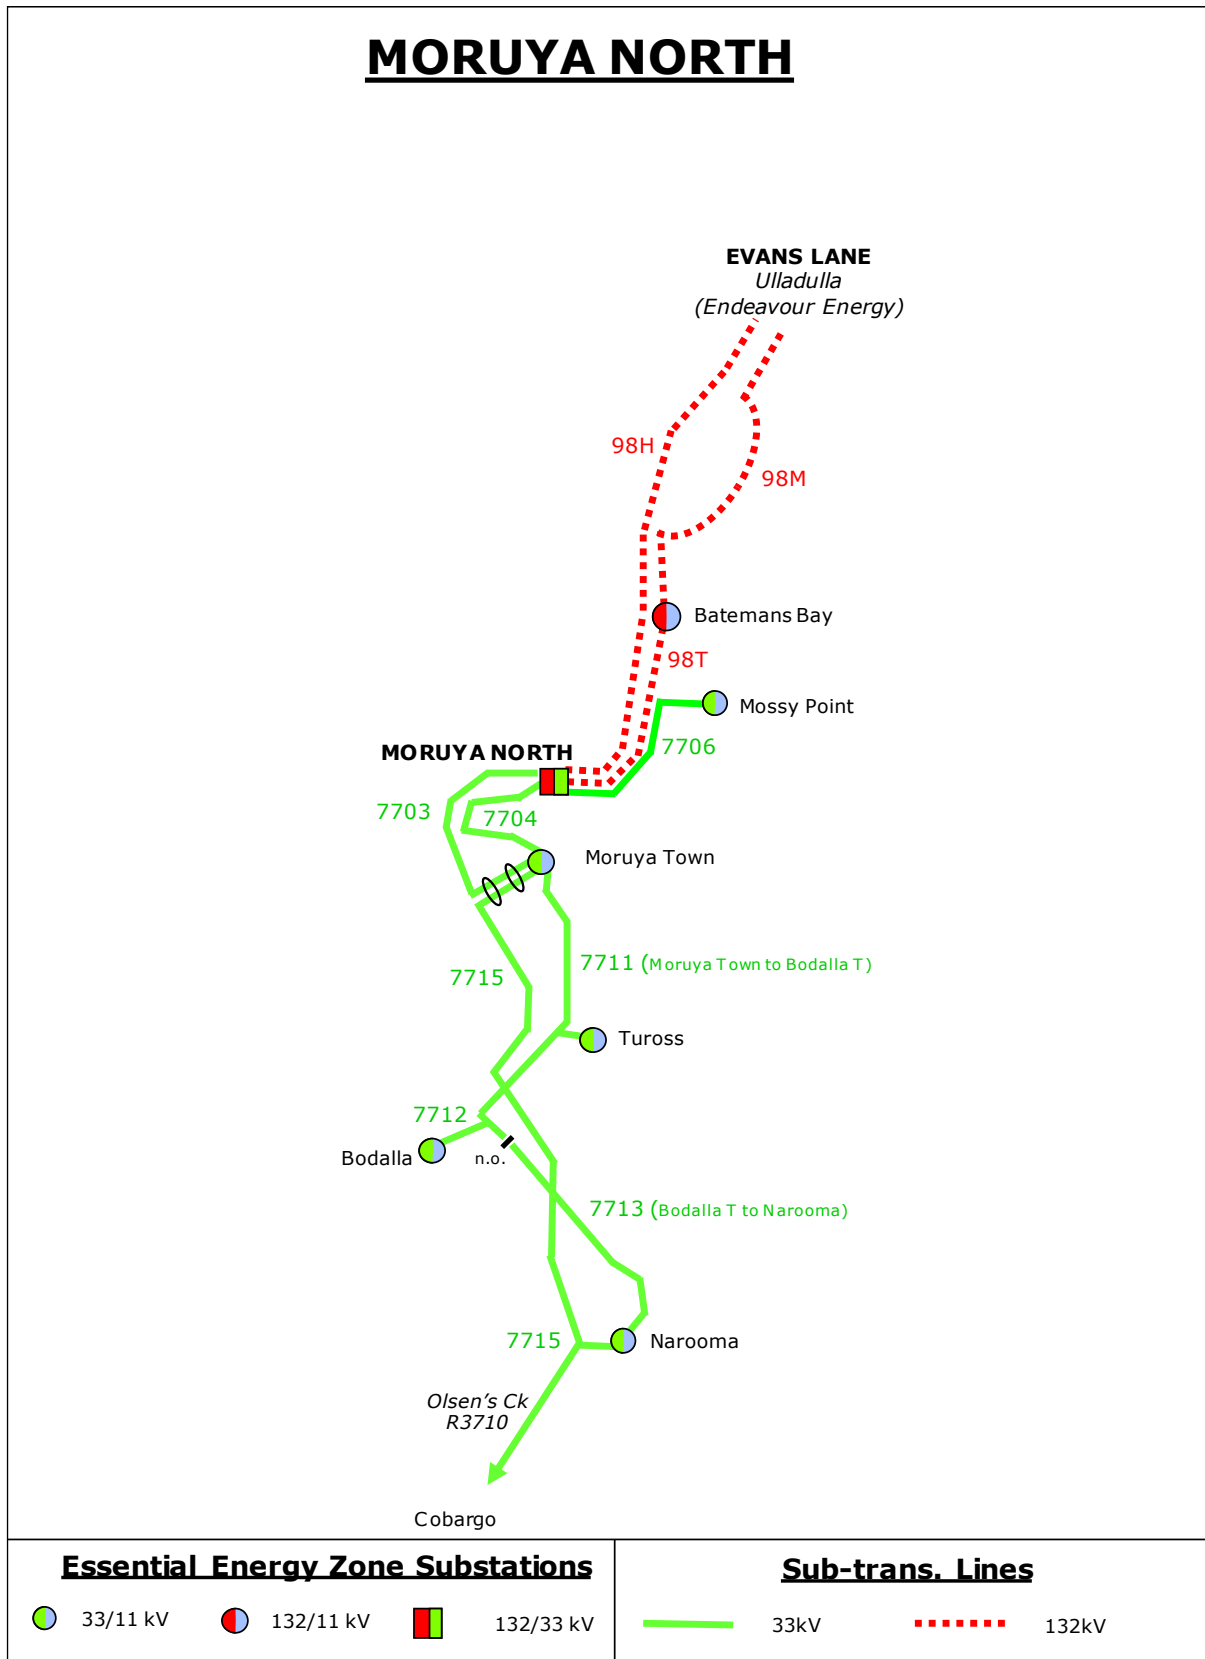 MORUYA NORTH
EVANS LANE
Ulladulla
(Endeavour Energy)
98H
98M
Batemans Bay
98T
Mossy Point
7706
MORUYA NORTH
7703
7704
Moruya Town
7711 (Moruya Town to Bodalla T)
7715
Tuross
7712
Bodalla
n.o.
7713 (Bodalla T to Narooma)
7715
Narooma
Olsen's Ck
R3710
Cobargo
Essential Energy Zone Substations
33/11 kV
132/11 kV
132/33 kV
Sub-trans. Lines
33kV
132kV